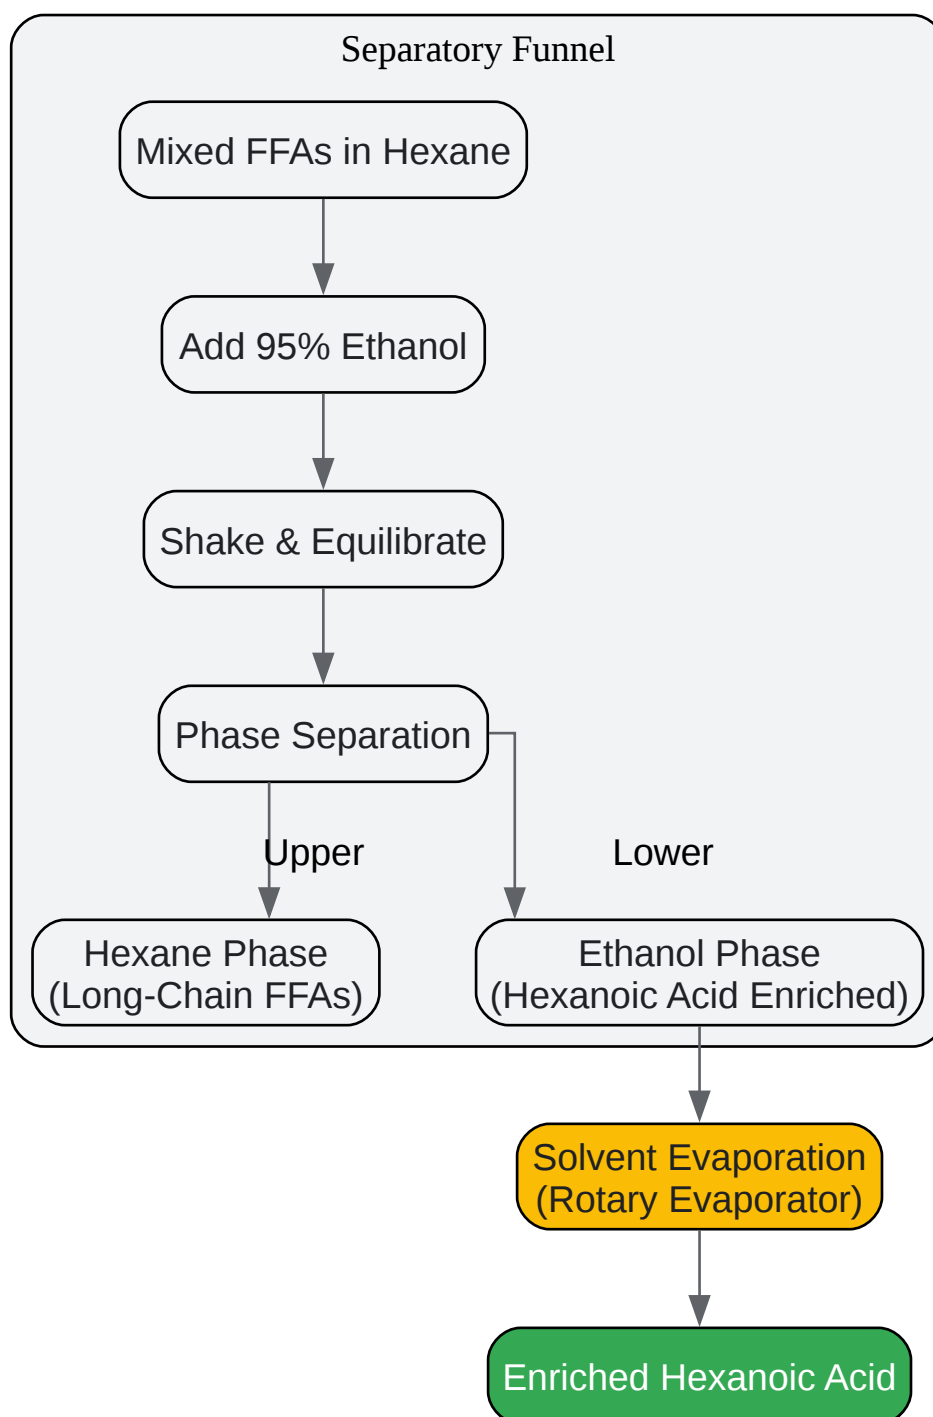 Separatory Funnel
Mixed FFAs in Hexane
Add 95% Ethanol
Shake & Equilibrate
Phase Separation
Upper
Lower
Hexane Phase
(Long-Chain FFAs)
Ethanol Phase
(Hexanoic Acid Enriched)
Solvent Evaporation
(Rotary Evaporator)
Enriched Hexanoic Acid